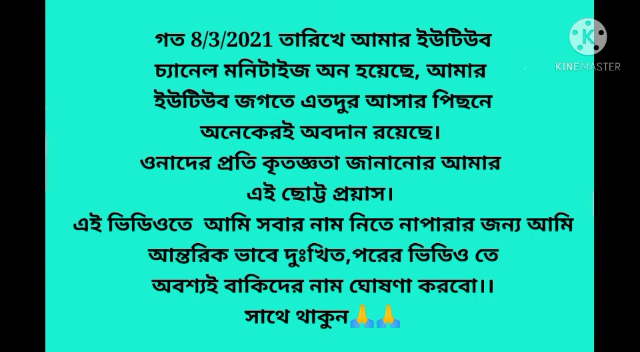 গত 8/3/2021 তারিখে আমার ইউটিউব
চ্যানেল মনিটাইজ অন হয়েছে, আমার
ইউটিউব জগতে এতদুর আসার পিছনে
অনেকেরই অবদান রয়েছে।
ওনাদের প্রতি কৃতজ্ঞতা জানানোর আমার
এই ছোট্ট প্রয়াস।
এই ভিডিওতে আমি সবার নাম নিতে নাপারার জন্য আমি
আন্তরিক ভাবে দুঃখিত,পরের ভিডিও তে
অবশ্যই বাকিদের নাম ঘোষণা করবো।।
সাথে থাকুন🙏🙏
K
KINEMASTER